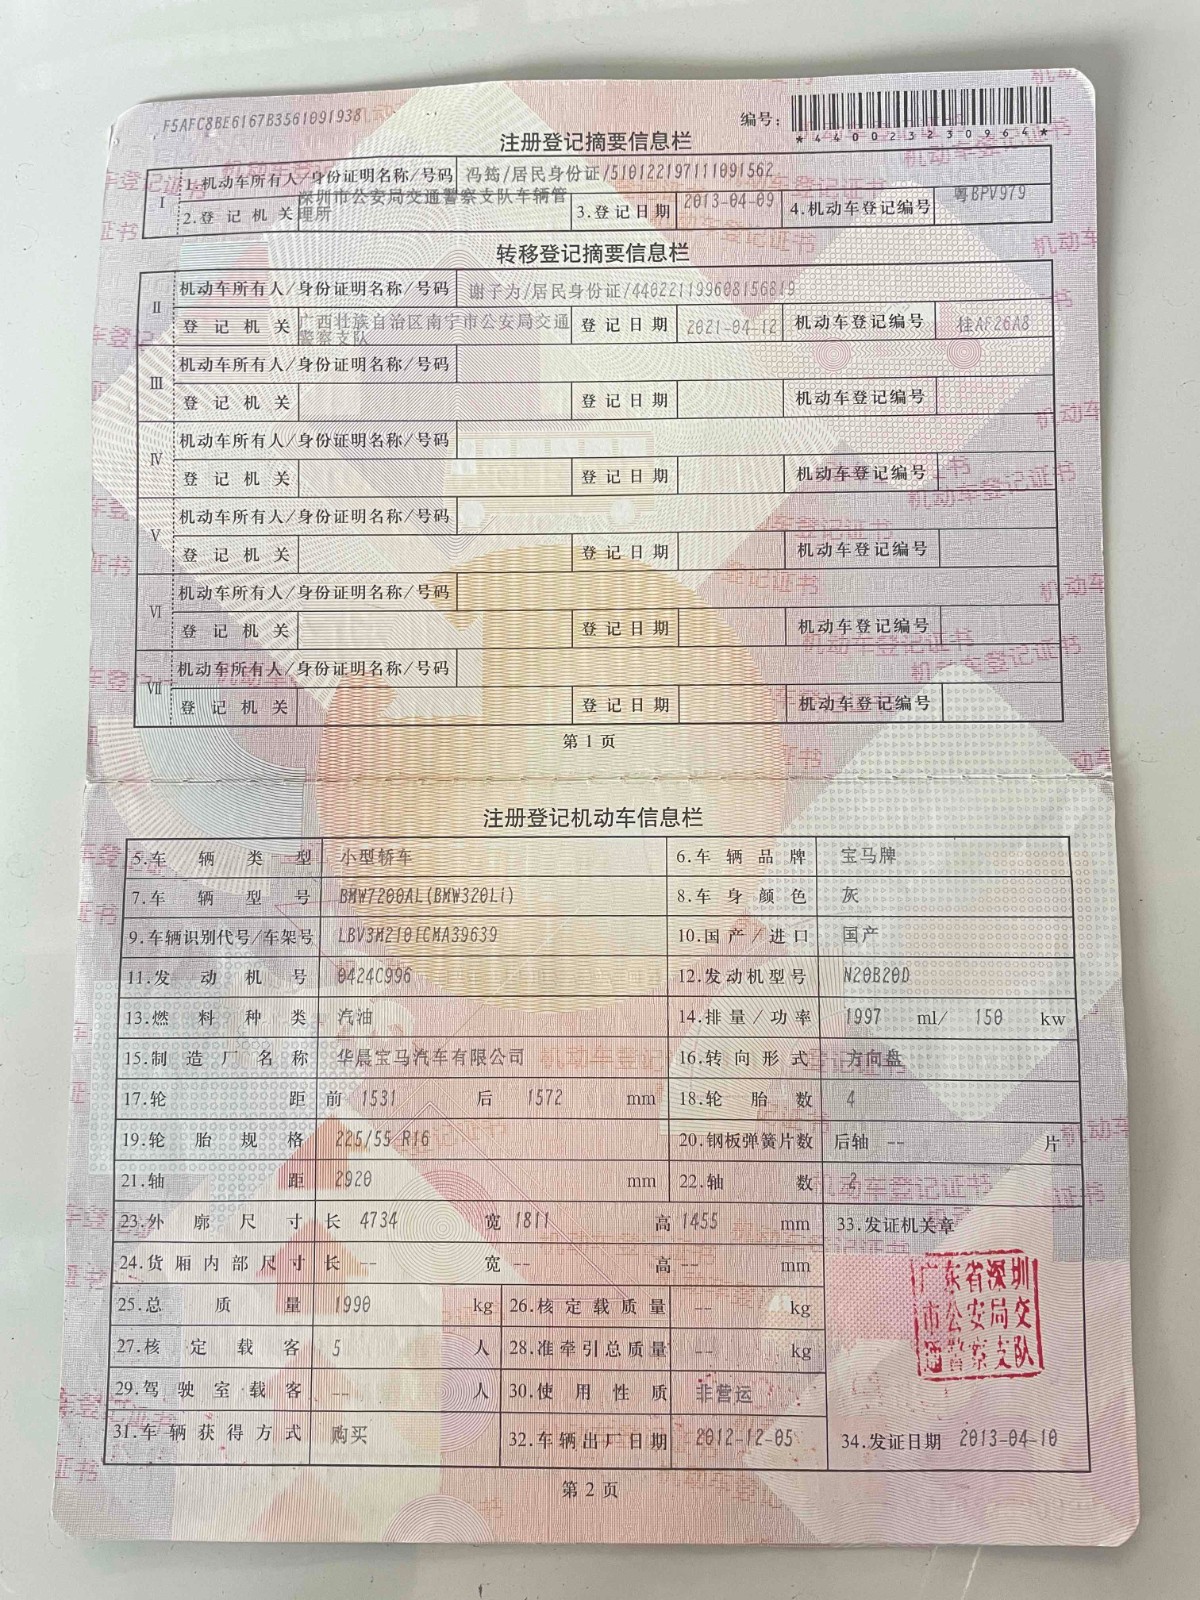 F5AFC8BE6167B3561091938
编号：
*440023230964*
注册登记摘要信息栏
I
1.机动车所有人/身份证明名称/号码 冯筠/居民身份证/510122197111091562
2.登记机关 深圳市公安局交通警察支队车辆管理所 3.登记日期 2013-04-09 4.机动车登记编号 粤BPV979
转移登记摘要信息栏
II
机动车所有人/身份证明名称/号码 谢子为/居民身份证/440221199608156819
登记机关 广西壮族自治区南宁市公安局交通警察支队 登记日期 2021-04-12 机动车登记编号 桂AF26A8
III
机动车所有人/身份证明名称/号码
登记机关 登记日期 机动车登记编号
IV
机动车所有人/身份证明名称/号码
登记机关 登记日期 机动车登记编号
V
机动车所有人/身份证明名称/号码
登记机关 登记日期 机动车登记编号
VI
机动车所有人/身份证明名称/号码
登记机关 登记日期 机动车登记编号
VII
机动车所有人/身份证明名称/号码
登记机关 登记日期 机动车登记编号
第1页
注册登记机动车信息栏
5.车辆类型 小型轿车 6.车辆品牌 宝马牌
7.车辆型号 BMW7200AL(BMW320Li) 8.车身颜色 灰
9.车辆识别代号/车架号 LBV3M2101CMA39639 10.国产/进口 国产
11.发动机号 0424C996 12.发动机型号 N20B20D
13.燃料种类 汽油 14.排量/功率 1997 ml/ 150 kw
15.制造厂名称 华晨宝马汽车有限公司 16.转向形式 方向盘
17.轮距 前 1531 后 1572 mm 18.轮胎数 4
19.轮胎规格 225/55 R16 20.钢板弹簧片数 后轴 -- 片
21.轴距 2920 mm 22.轴数 2
23.外廓尺寸 长 4734 宽 1811 高 1455 mm 33.发证机关章
24.货厢内部尺寸 长 -- 宽 -- 高 -- mm
25.总质量 1990 kg 26.核定载质量 -- kg
27.核定载客 5 人 28.准牵引总质量 -- kg
29.驾驶室载客 -- 人 30.使用性质 非营运
31.车辆获得方式 购买 32.车辆出厂日期 2012-12-05 34.发证日期 2013-04-10
广东省深圳
市公安局交
通警察支队
第2页